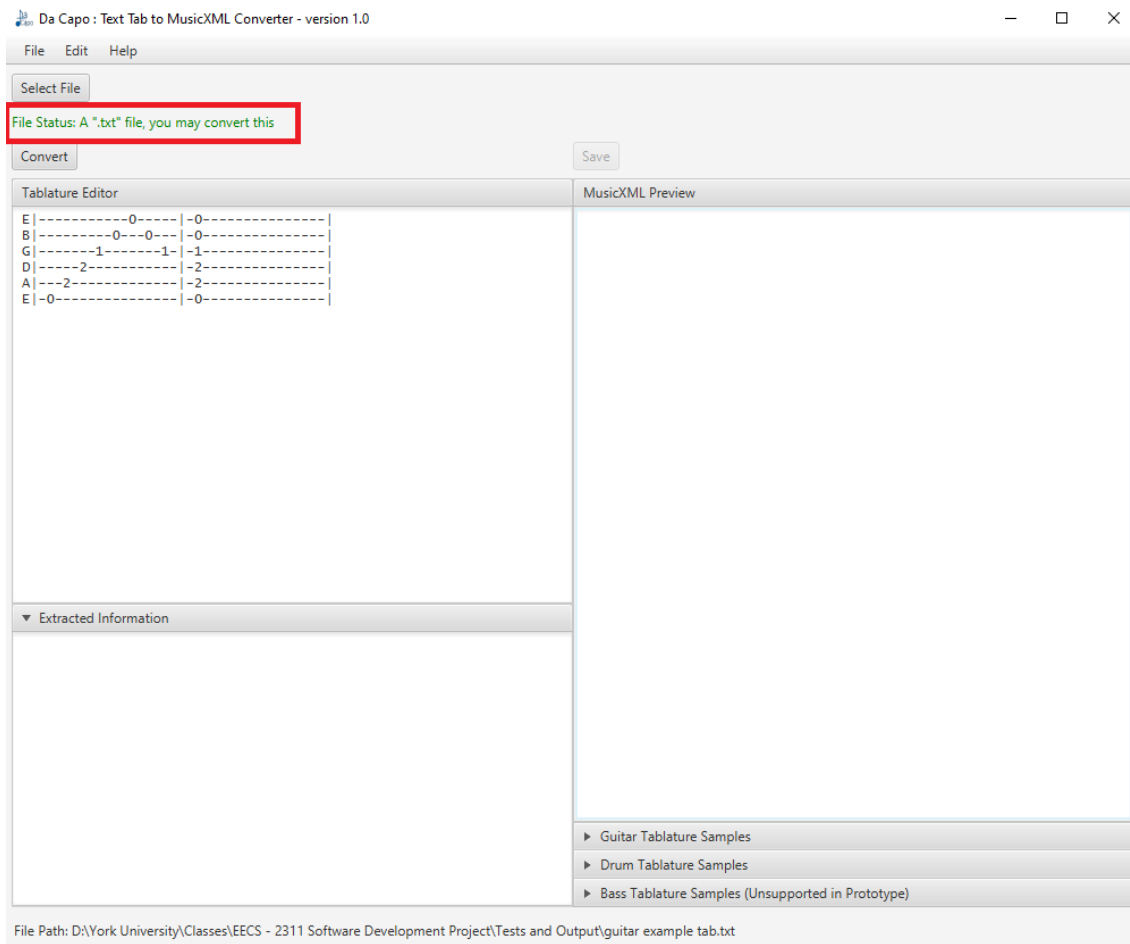 Da Capo : Text Tab to MusicXML Converter - version 1.0
File Edit Help
Select File
File Status: A ".txt" file, you may convert this
Convert
Save
Tablature Editor
MusicXML Preview
E|-----------0-----|-0---------------|
B|---------0---0---|-0---------------|
G|-------1-------1-|-1---------------|
D|-----2-----------|-2---------------|
A|---2-------------|-2---------------|
E|-0---------------|-0---------------|
Extracted Information
Guitar Tablature Samples
Drum Tablature Samples
Bass Tablature Samples (Unsupported in Prototype)
File Path: D:\York University\Classes\EECS - 2311 Software Development Project\Tests and Output\guitar example tab.txt